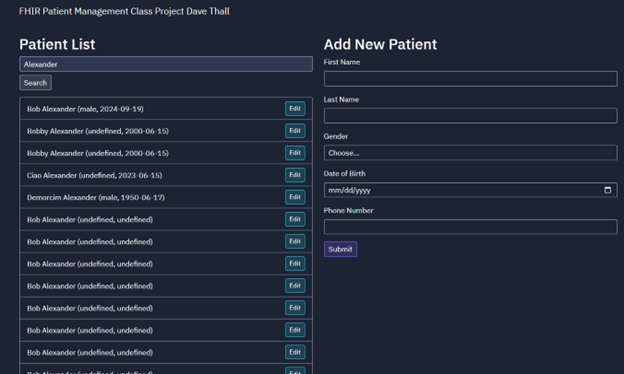 FHIR Patient Management Class Project Dave Thall
Patient List
Alexander
Search
Bob Alexander (male, 2024-09-19)
Edit
Bobby Alexander (undefined, 2000-06-15)
Edit
Bobby Alexander (undefined, 2000-06-15)
Edit
Ciao Alexander (undefined, 2023-06-15)
Edit
Demorcim Alexander (male, 1950-06-17)
Edit
Bob Alexander (undefined, undefined)
Edit
Bob Alexander (undefined, undefined)
Edit
Bob Alexander (undefined, undefined)
Edit
Bob Alexander (undefined, undefined)
Edit
Bob Alexander (undefined, undefined)
Edit
Bob Alexander (undefined, undefined)
Edit
Bob Alexander (undefined, undefined)
Edit
Bob Alexander (undefined, undefined)
Edit
Add New Patient
First Name
Last Name
Gender
Choose...
Date of Birth
mm/dd/yyyy
Phone Number
Submit